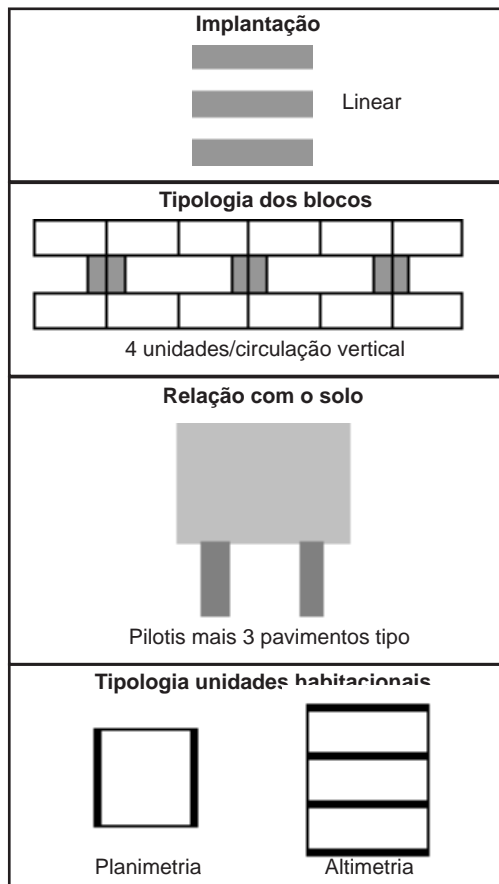 Implantação
Linear
Tipologia dos blocos
4 unidades/circulação vertical
Relação com o solo
Pilotis mais 3 pavimentos tipo
Tipologia unidades habitacionais
Planimetria
Altimetria